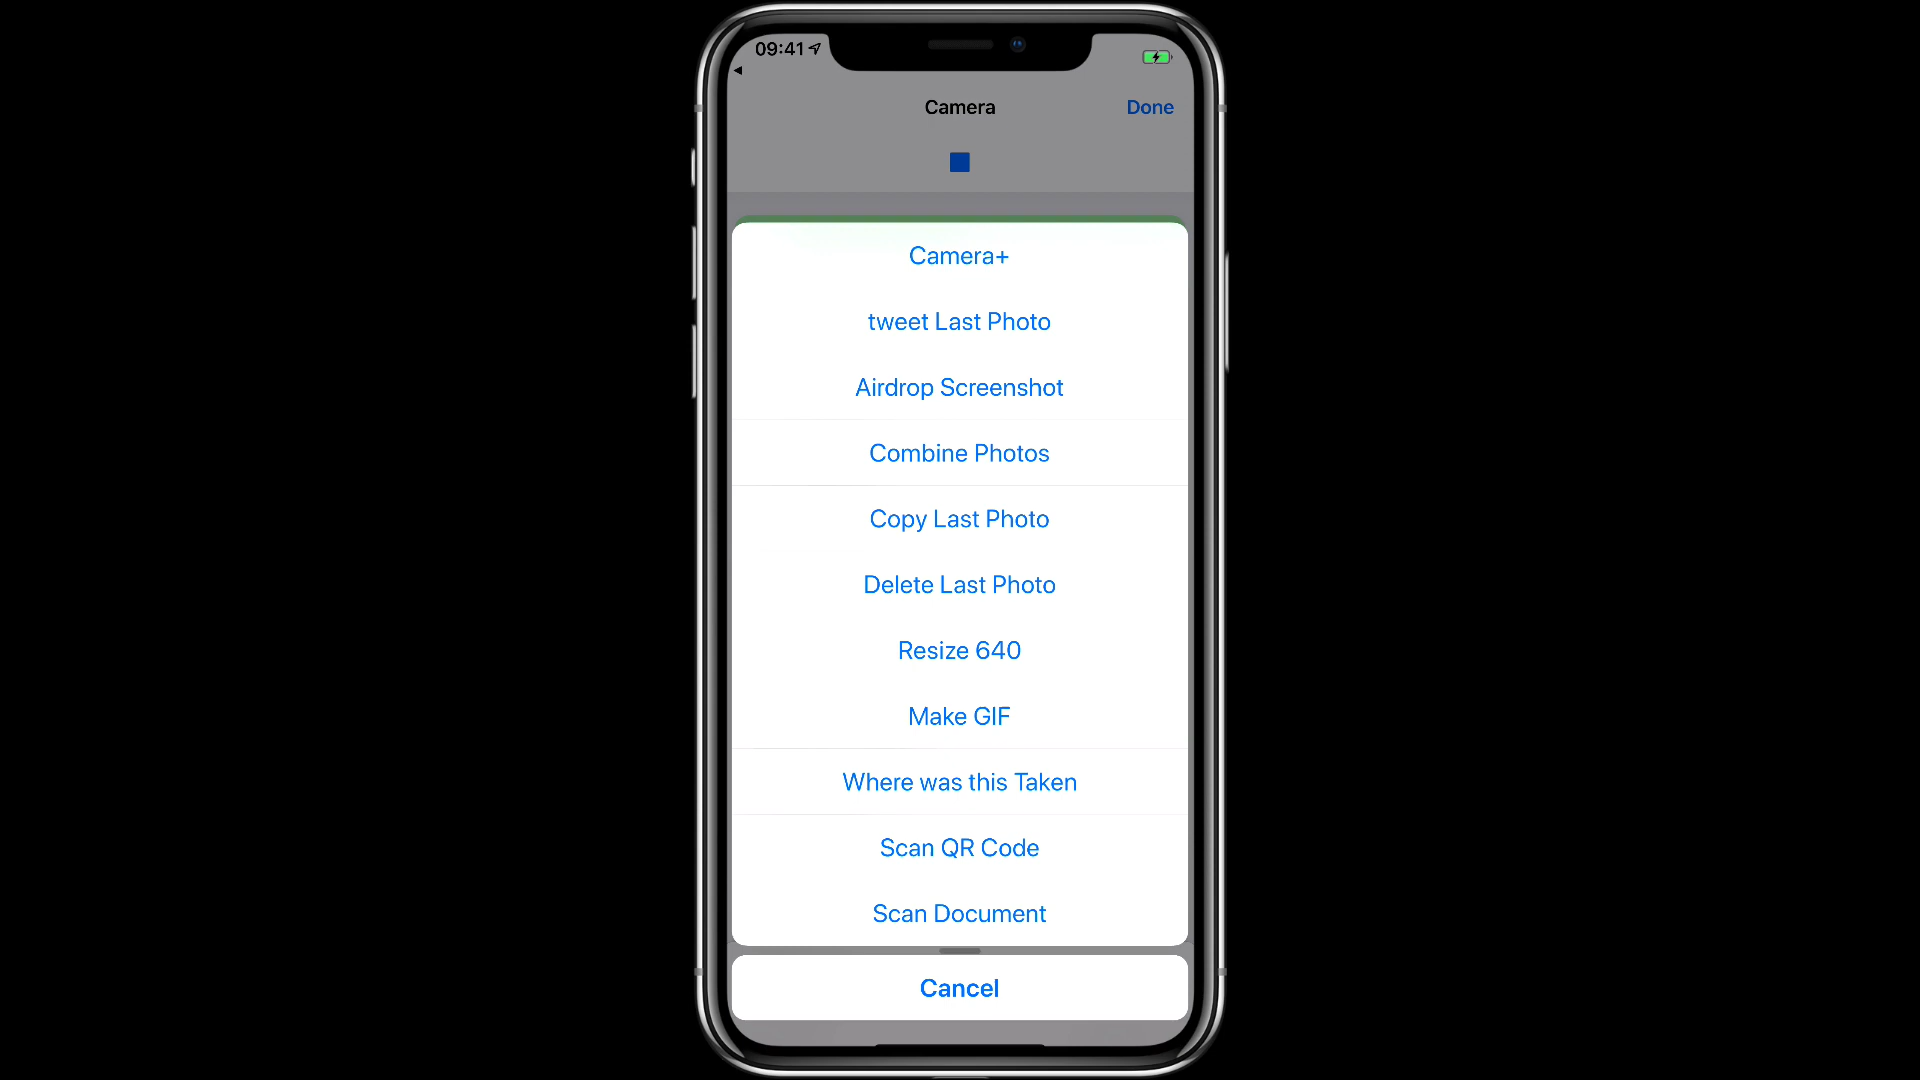 09:41
Camera
Done
Camera+
tweet Last Photo
Airdrop Screenshot
Combine Photos
Copy Last Photo
Delete Last Photo
Resize 640
Make GIF
Where was this Taken
Scan QR Code
Scan Document
Cancel